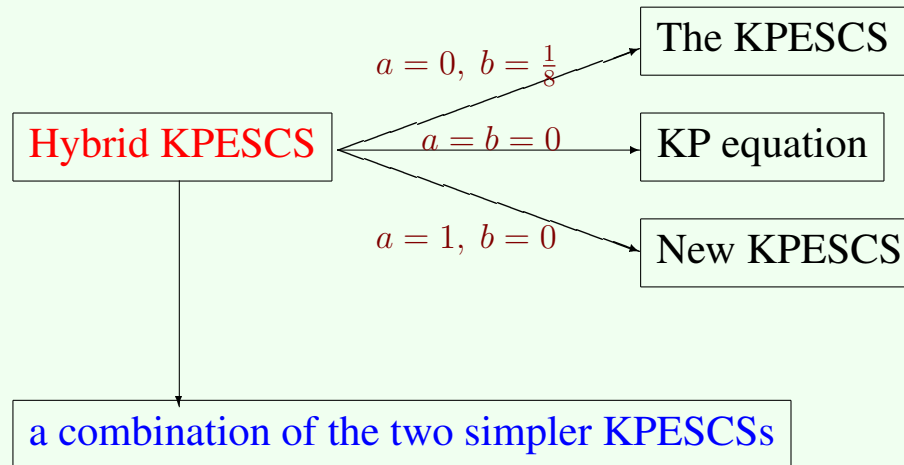 The KPESCS
a = 0, b = 1/8
Hybrid KPESCS
a = b = 0
KP equation
a = 1, b = 0
New KPESCS
a combination of the two simpler KPESCSs